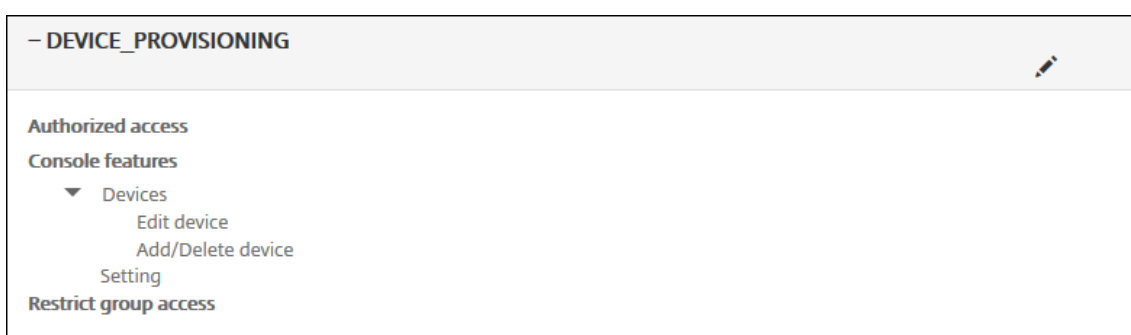 – DEVICE_PROVISIONING
Authorized access
Console features
Devices
Edit device
Add/Delete device
Setting
Restrict group access